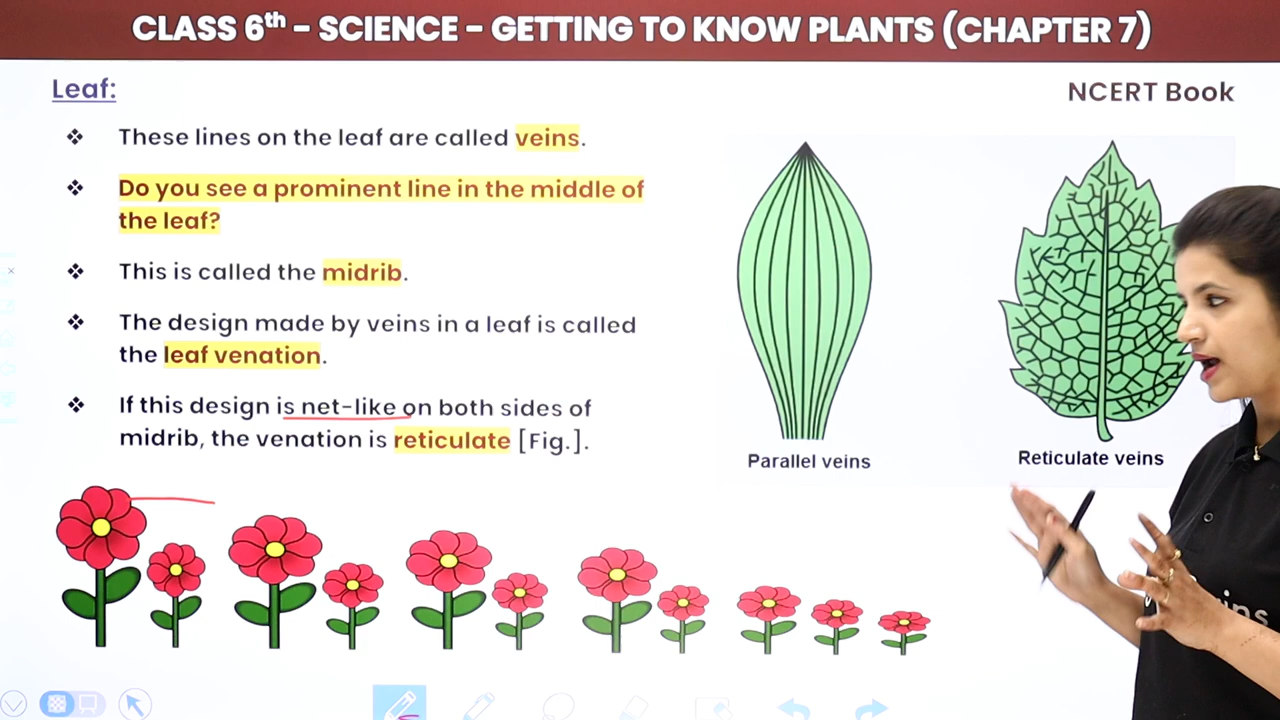 CLASS 6th - SCIENCE - GETTING TO KNOW PLANTS (CHAPTER 7)
Leaf:
NCERT Book
❖ These lines on the leaf are called veins.
❖ Do you see a prominent line in the middle of
the leaf?
❖ This is called the midrib.
❖ The design made by veins in a leaf is called
the leaf venation.
❖ If this design is net-like on both sides of
midrib, the venation is reticulate [Fig.].
Parallel veins
Reticulate veins